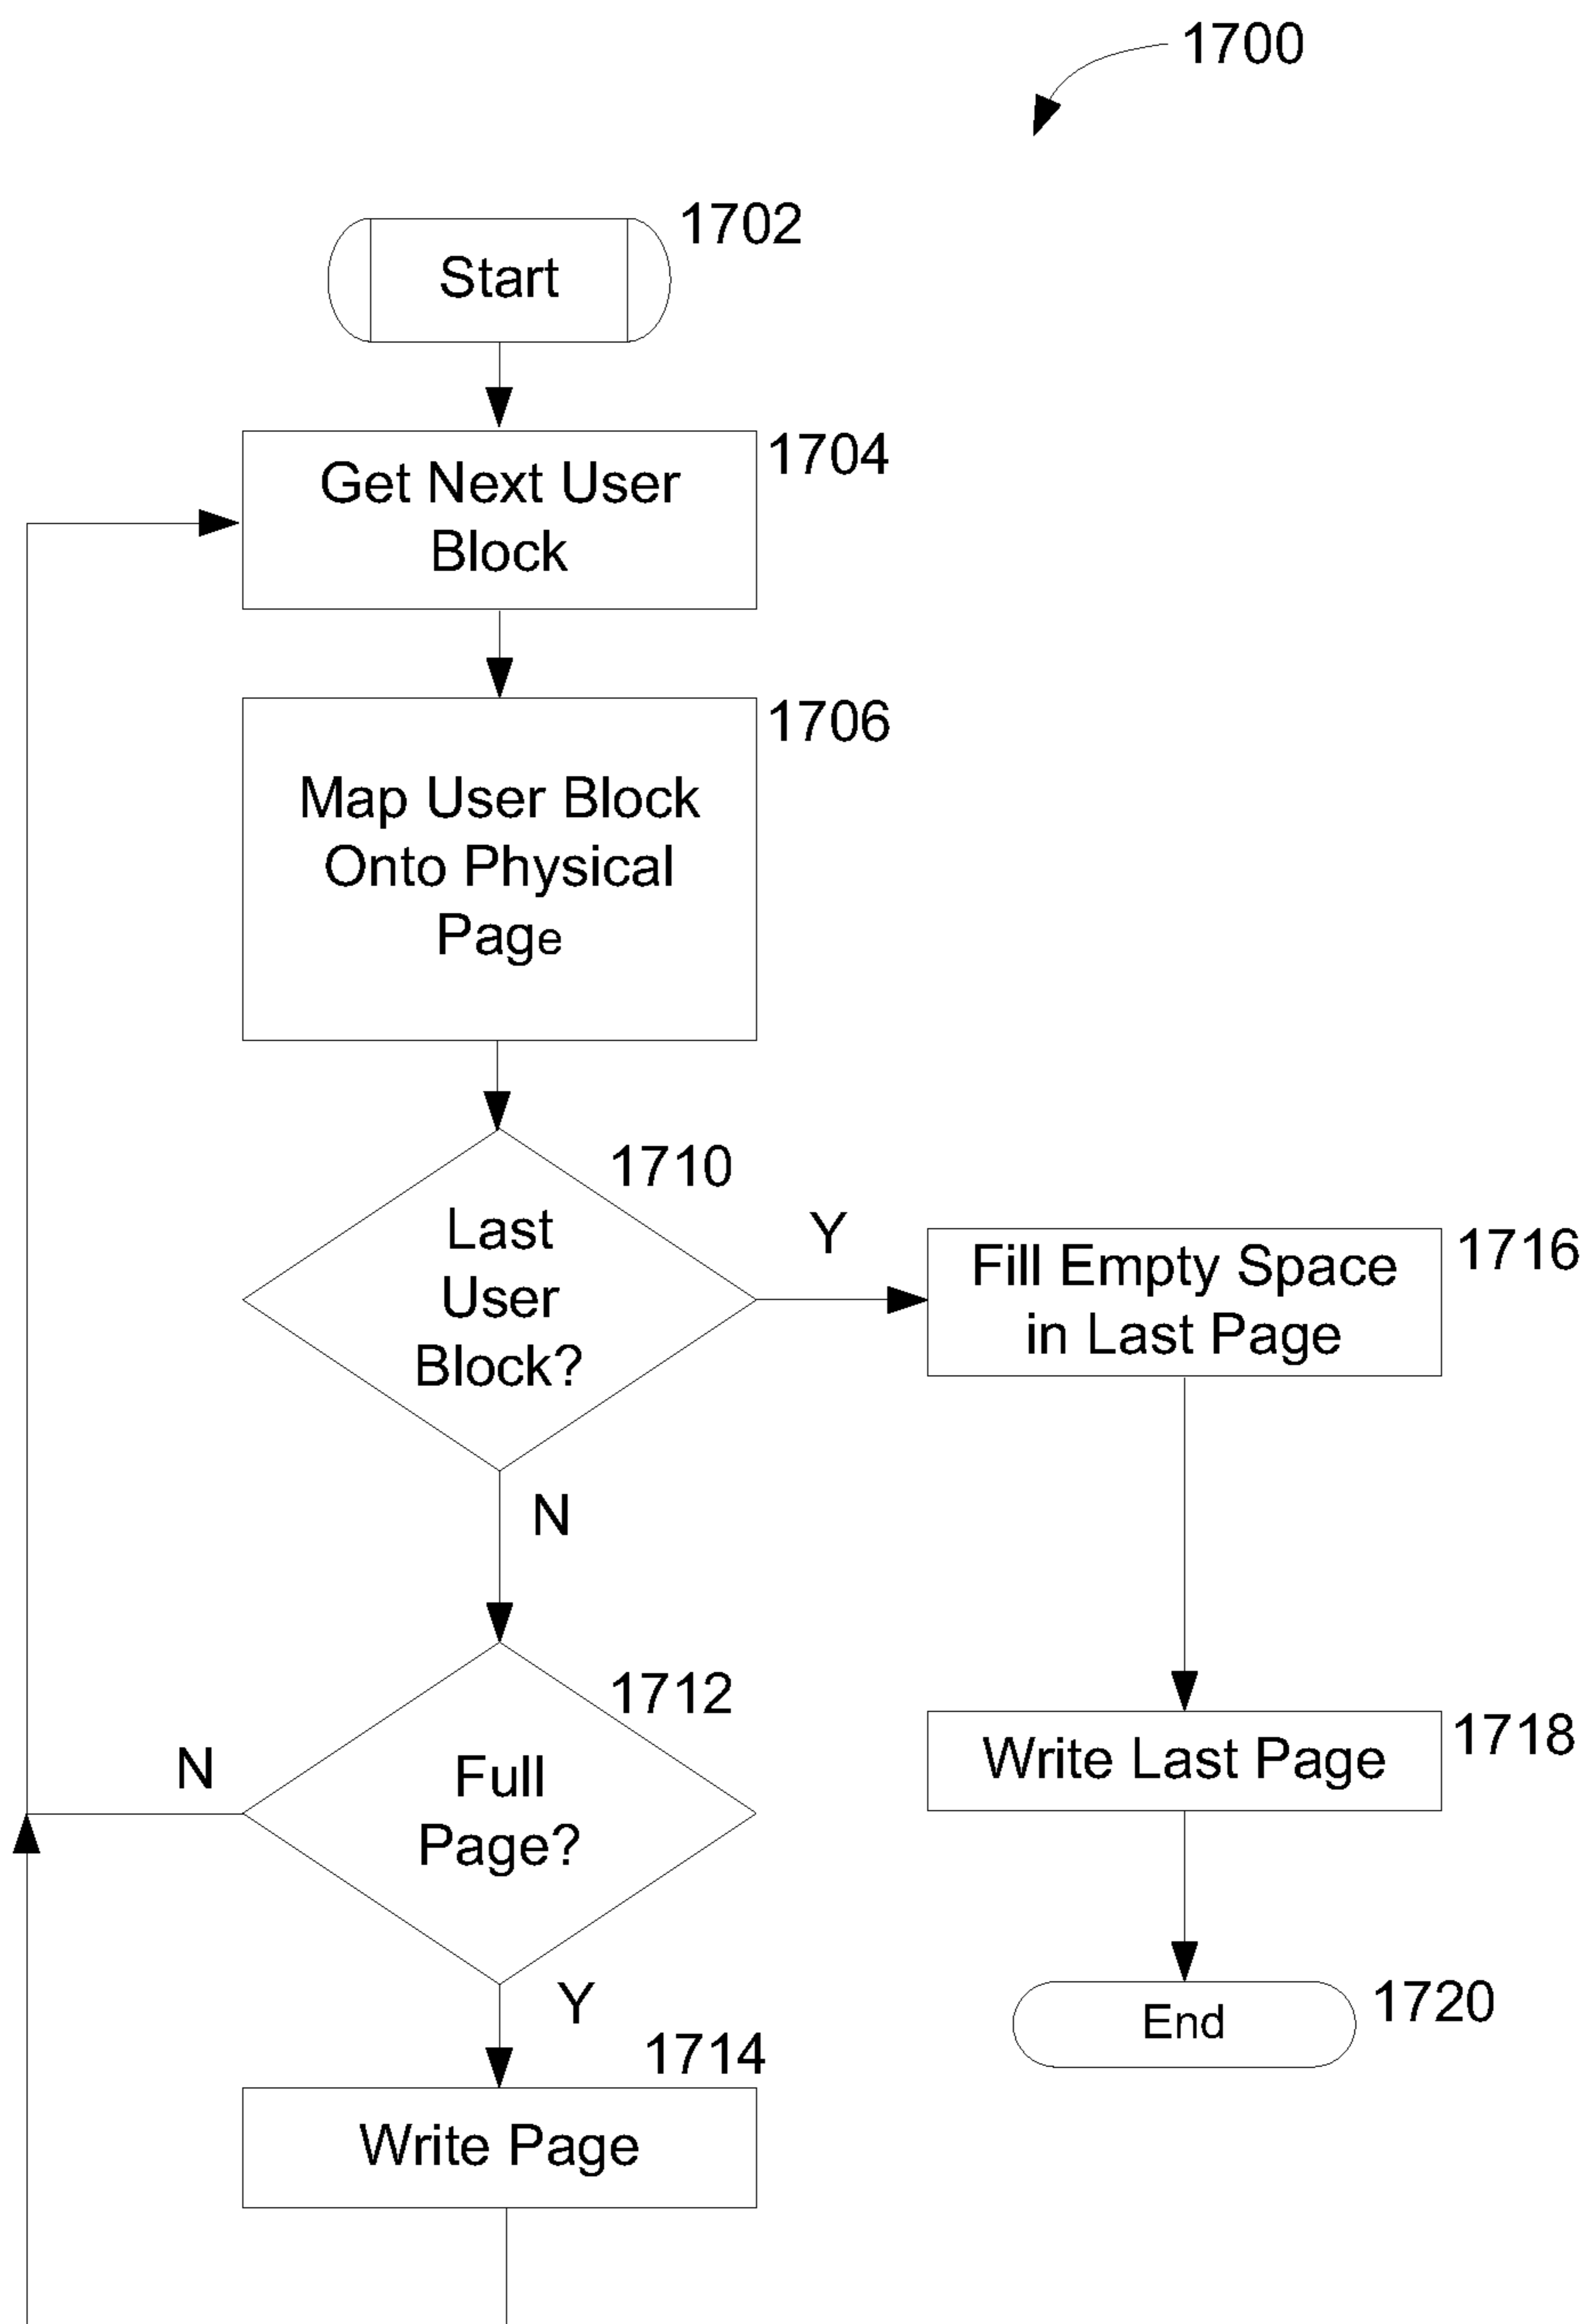 1700
1702
Start
1704
Get Next User
Block
1706
Map User Block
Onto Physical
Page
1710
Last
User
Block?
Y
1716
Fill Empty Space
in Last Page
N
1712
Full
Page?
N
1718
Write Last Page
Y
1720
End
1714
Write Page